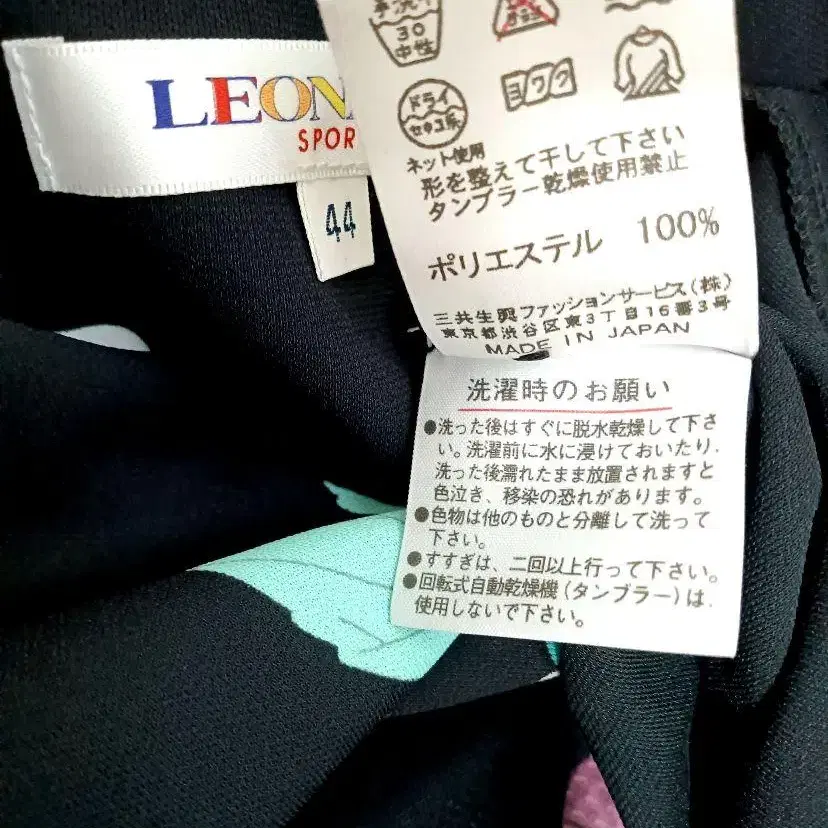 LEON
SPOR
44
手洗イ
30
中性
ドライ
セキユ系
ヨワク
ネット使用
形を整えて干して下さい
タンブラー乾燥使用禁止
ポリエステル 100%
三共生興ファッションサービス(株)
東京都渋谷区東3丁目16番3号
MADE IN JAPAN
洗濯時のお願い
●洗った後はすぐに脱水乾燥して下さ
い。洗濯前に水に浸けておいたり、
洗った後濡れたまま放置されますと
色泣き、移染の恐れがあります。
●色物は他のものと分離して洗って
下さい。
●すすぎは、二回以上行って下さい。
●回転式自動乾燥機(タンブラー)は、
使用しないで下さい。